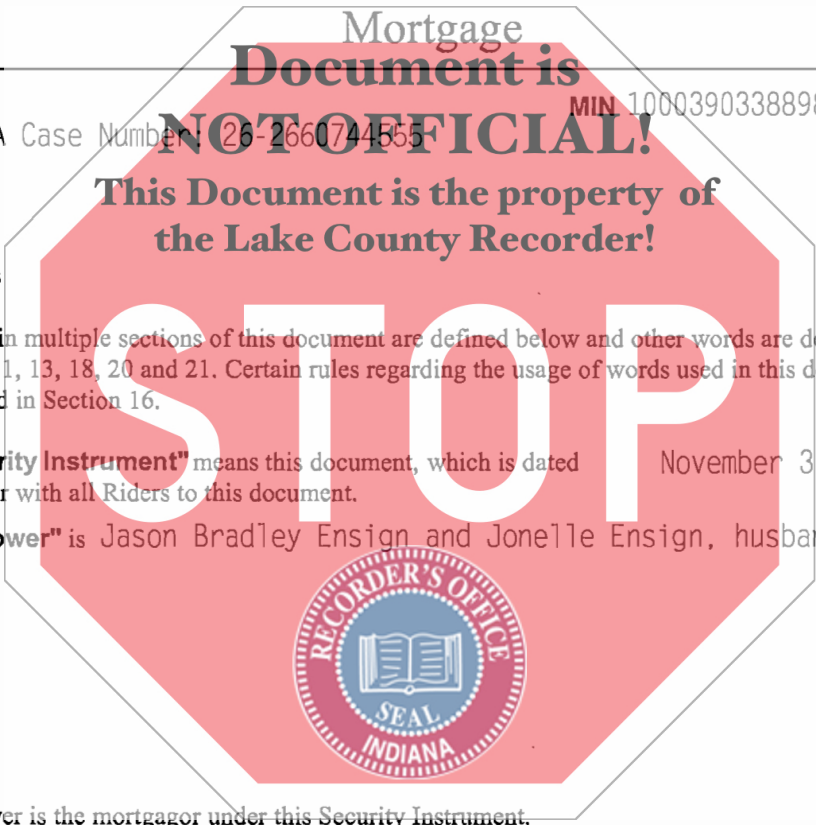 Mortgage
Document is
MIN 1000390338898
A Case Number: 26-2660744555
NOT OFFICIAL!
This Document is the property of
the Lake County Recorder!
in multiple sections of this document are defined below and other words are de
1, 13, 18, 20 and 21. Certain rules regarding the usage of words used in this d
d in Section 16.
STOP
rity Instrument" means this document, which is dated November 3
r with all Riders to this document.
ower" is Jason Bradley Ensign and Jonelle Ensign, husban
RECORDER'S OFFICE
SEAL
INDIANA
er is the mortgagor under this Security Instrument.